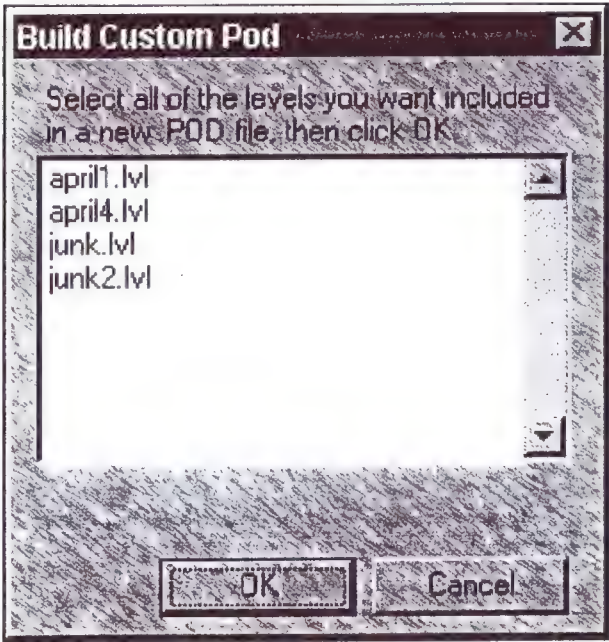 Build Custom Pod
Select all of the levels you want included
in a new .POD file, then click OK.
april1.lvl
april4.lvl
junk.lvl
junk2.lvl
OK
Cancel